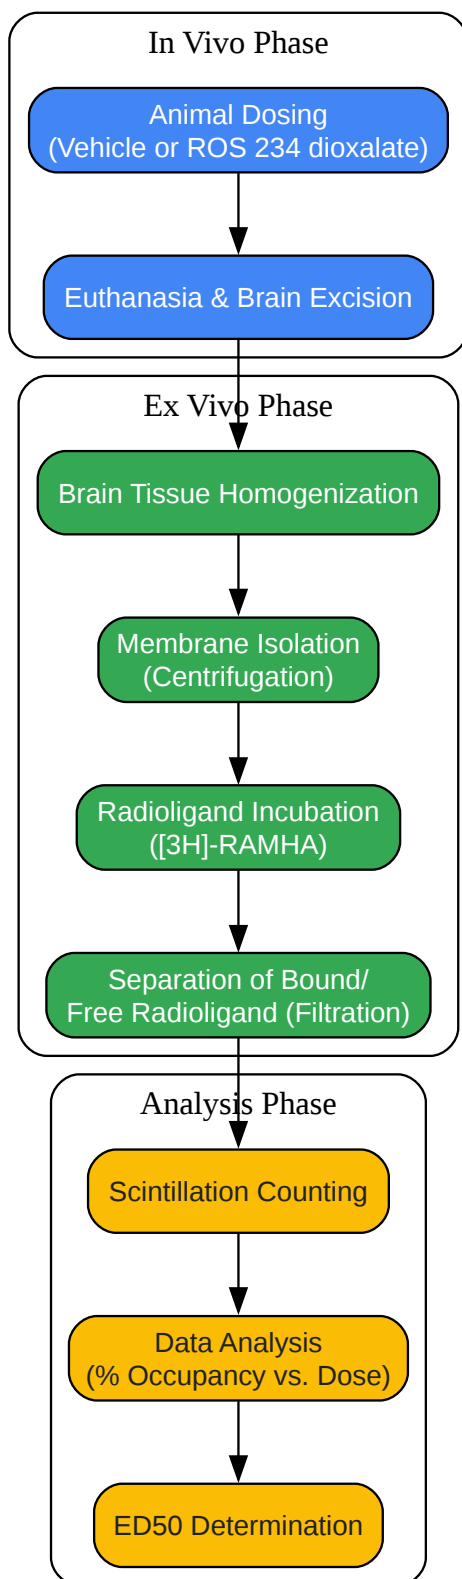 In Vivo Phase
Animal Dosing
(Vehicle or ROS 234 dioxalate)
Euthanasia & Brain Excision
Ex Vivo Phase
Brain Tissue Homogenization
Membrane Isolation
(Centrifugation)
Radioligand Incubation
([3H]-RAMHA)
Separation of Bound/
Free Radioligand (Filtration)
Analysis Phase
Scintillation Counting
Data Analysis
(% Occupancy vs. Dose)
ED50 Determination